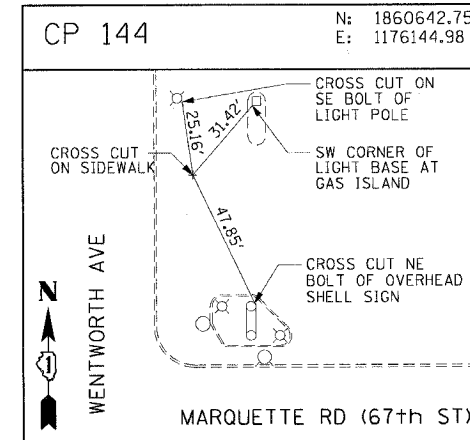 CP 144
N: 1860642.75
E: 1176144.98
CROSS CUT ON
SE BOLT OF
LIGHT POLE
25.16'
31.42'
CROSS CUT
ON SIDEWALK
SW CORNER OF
LIGHT BASE AT
GAS ISLAND
47.85'
WENTWORTH AVE
CROSS CUT NE
BOLT OF OVERHEAD
SHELL SIGN
N
1
MARQUETTE RD (67th ST)